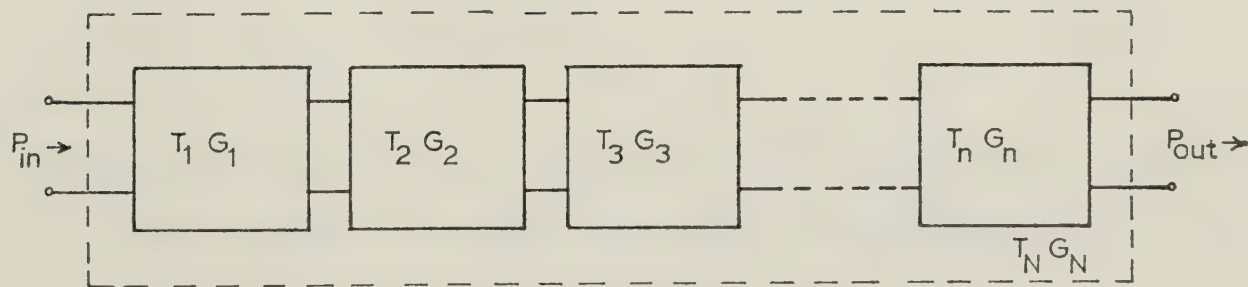 P_in → T_1 G_1 T_2 G_2 T_3 G_3 T_n G_n P_out →
T_N G_N